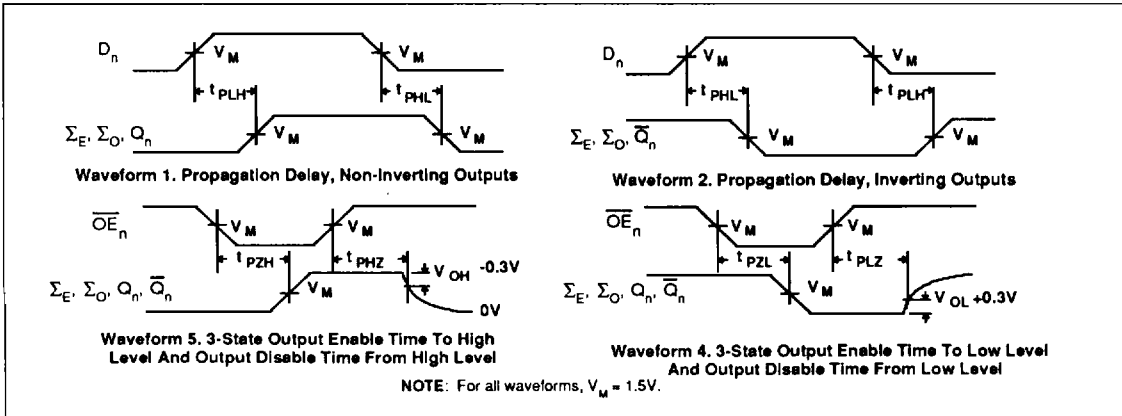 Dn
VM
VM
tPLH
tPHL
ΣE, ΣO, Qn
VM
VM
Waveform 1. Propagation Delay, Non-Inverting Outputs
Dn
VM
VM
tPHL
tPLH
ΣE, ΣO, Q̅n
VM
VM
Waveform 2. Propagation Delay, Inverting Outputs
O̅E̅n
VM
VM
tPZH
tPHZ
VOH -0.3V
ΣE, ΣO, Qn, Q̅n
VM
0V
Waveform 5. 3-State Output Enable Time To High
Level And Output Disable Time From High Level
O̅E̅n
VM
VM
tPZL
tPLZ
ΣE, ΣO, Qn, Q̅n
VM
VOL +0.3V
Waveform 4. 3-State Output Enable Time To Low Level
And Output Disable Time From Low Level
NOTE: For all waveforms, VM = 1.5V.